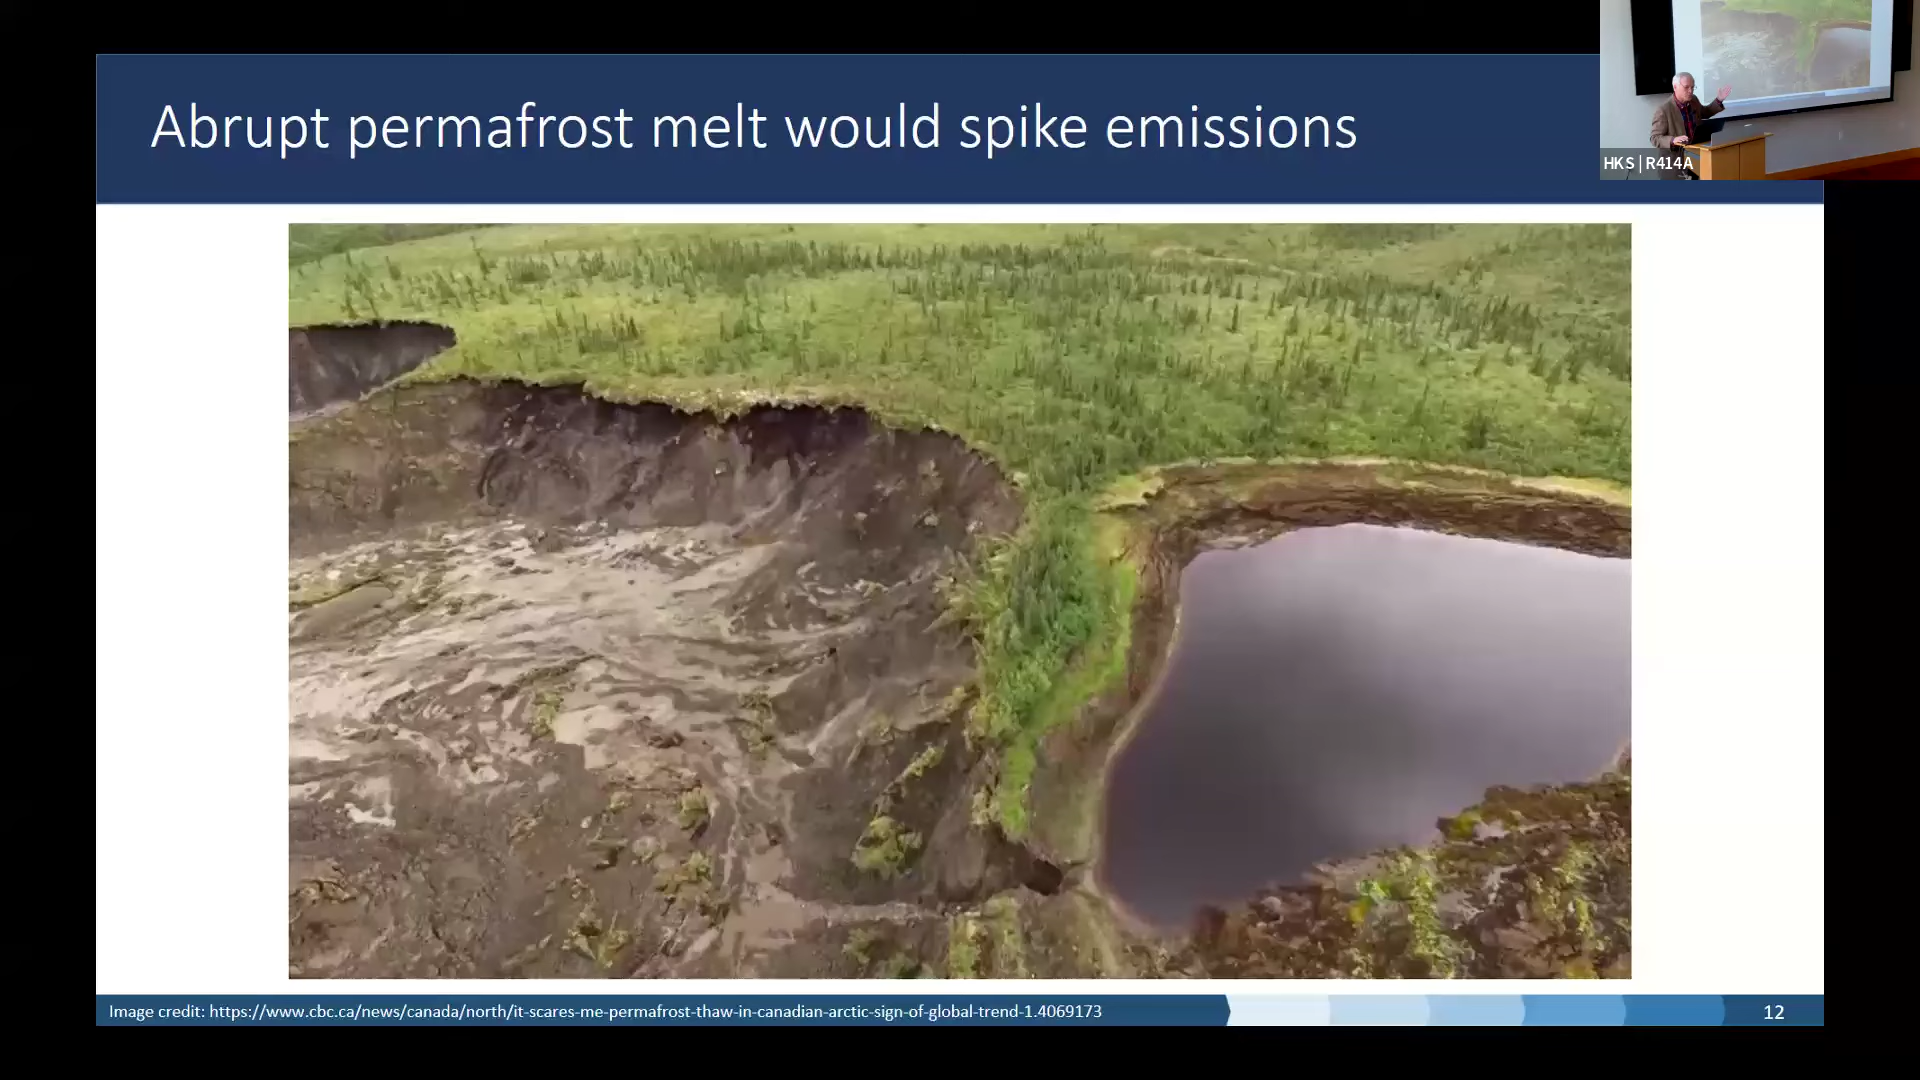 Abrupt permafrost melt would spike emissions
HKS | R414A
Image credit: https://www.cbc.ca/news/canada/north/it-scares-me-permafrost-thaw-in-canadian-arctic-sign-of-global-trend-1.4069173
12